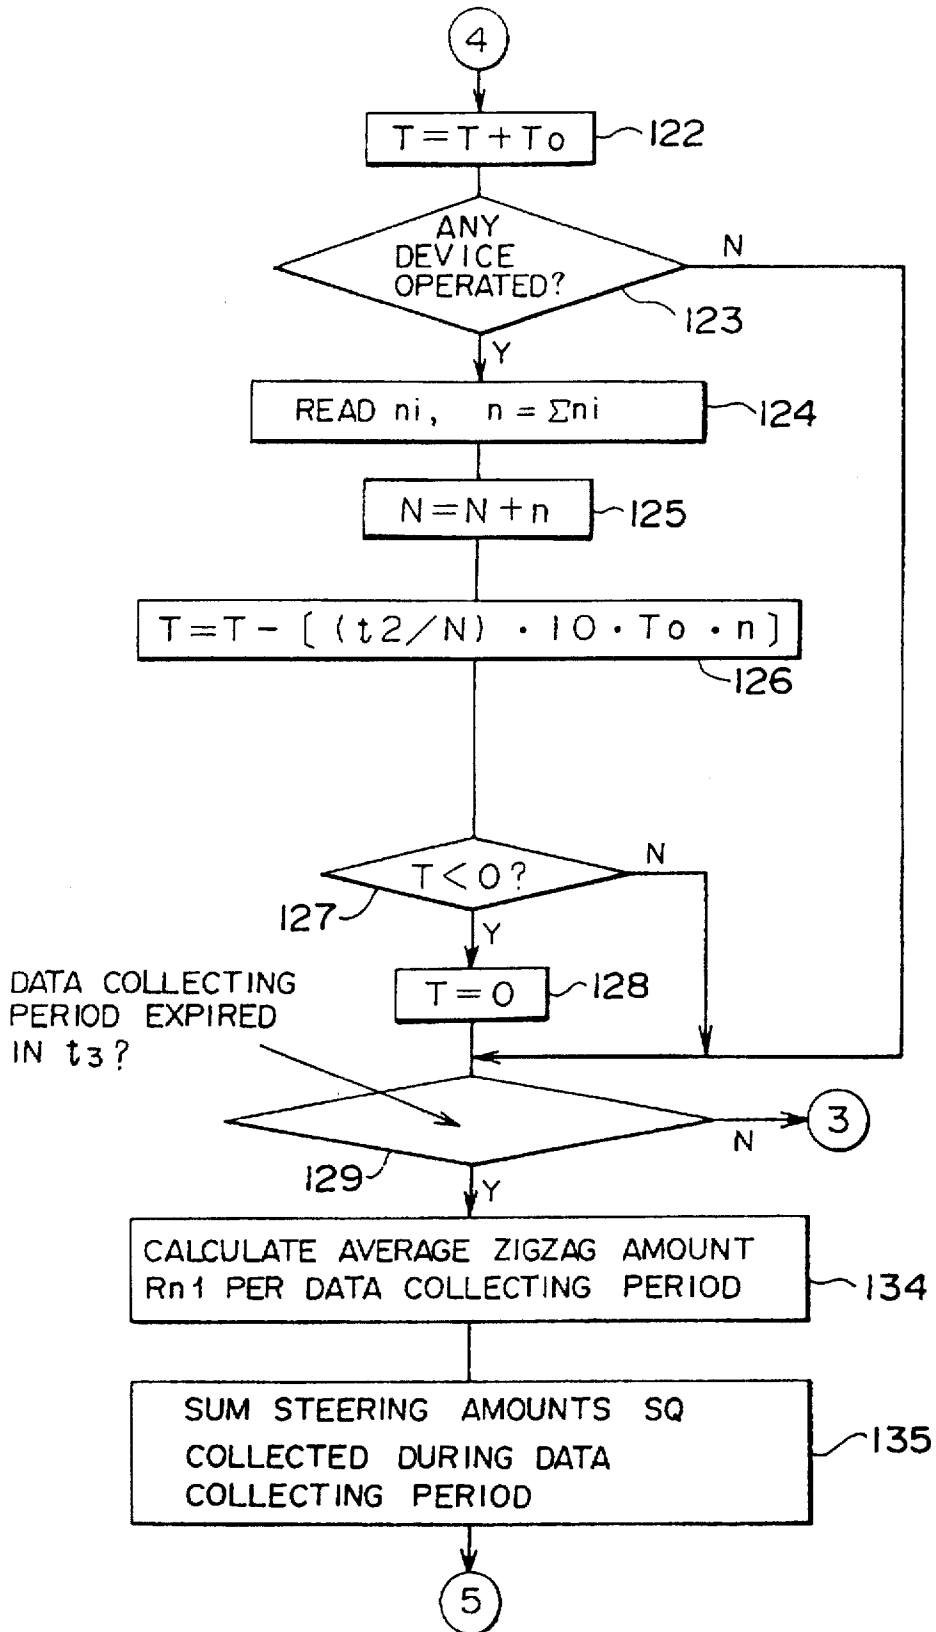 4
T=T+To
122
ANY
DEVICE
OPERATED?
N
123
Y
READ ni, n = Σni
124
N=N+n
125
T=T-[(t2/N)·10·To·n]
126
T<0?
N
127
Y
T=0
128
DATA COLLECTING
PERIOD EXPIRED
IN t3?
3
N
129
Y
CALCULATE AVERAGE ZIGZAG AMOUNT
Rn1 PER DATA COLLECTING PERIOD
134
SUM STEERING AMOUNTS SQ
COLLECTED DURING DATA
COLLECTING PERIOD
135
5